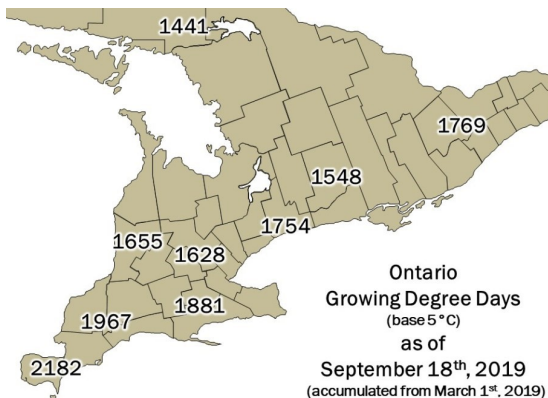 1441
1769
1548
1754
1655
1628
1881
1967
2182
Ontario
Growing Degree Days
(base 5°C)
as of
September 18th, 2019
(accumulated from March 1st, 2019)